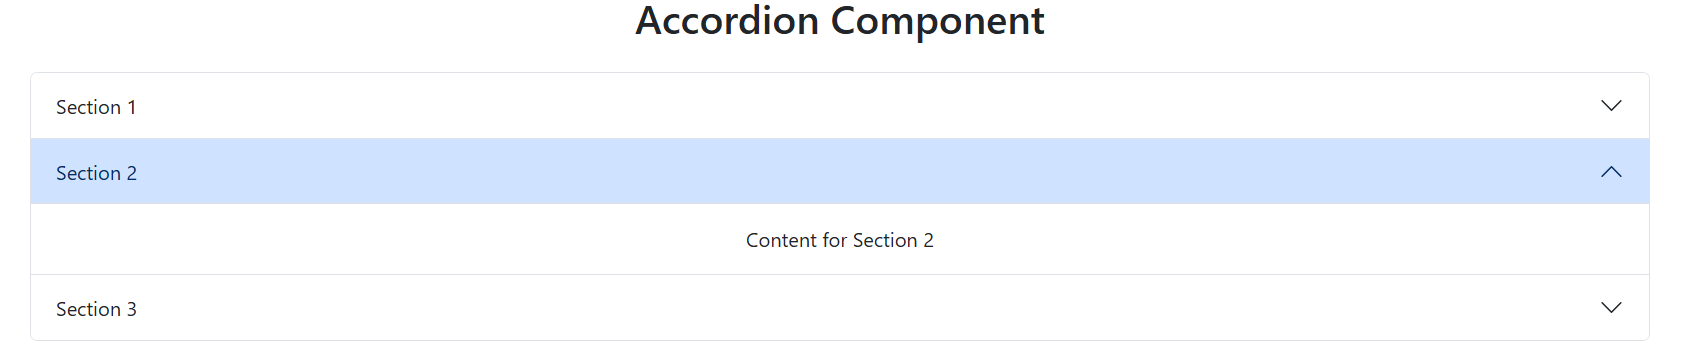 Accordion Component
Section 1
Section 2
Content for Section 2
Section 3